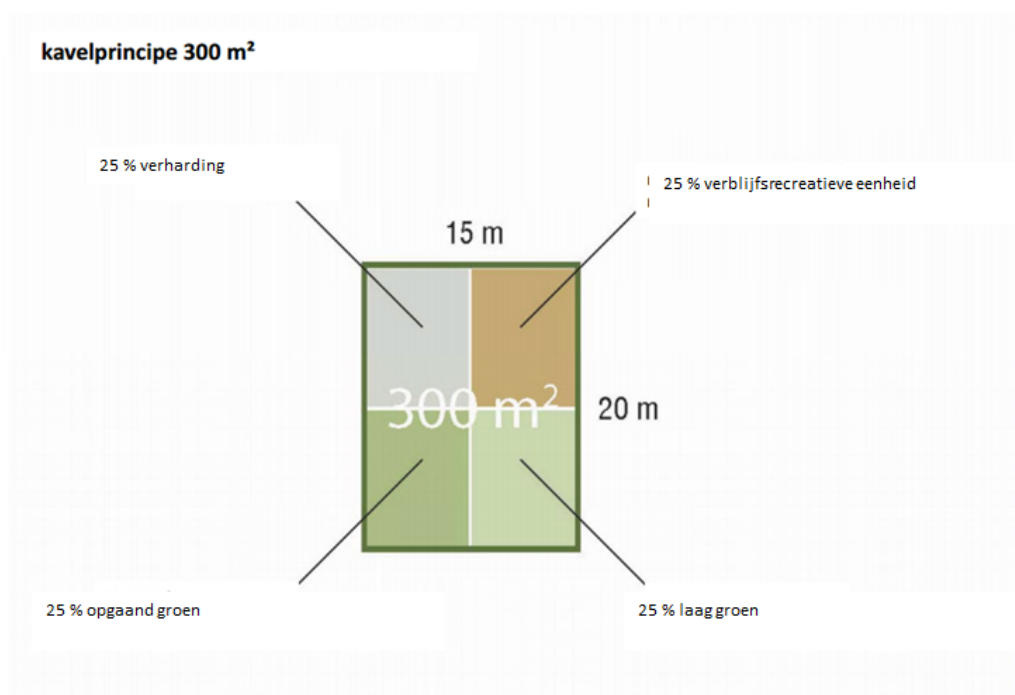 kavelprincipe 300 m²
25 % verharding
25 % verblijfsrecreatieve eenheid
15 m
300 m²
20 m
25 % opgaand groen
25 % laag groen